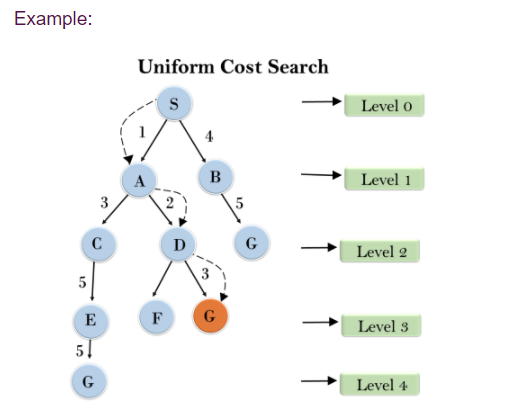 Example:
Uniform Cost Search
S
Level 0
1
4
A
B
Level 1
3
2
5
C
D
G
Level 2
5
3
E
F
G
Level 3
5
G
Level 4